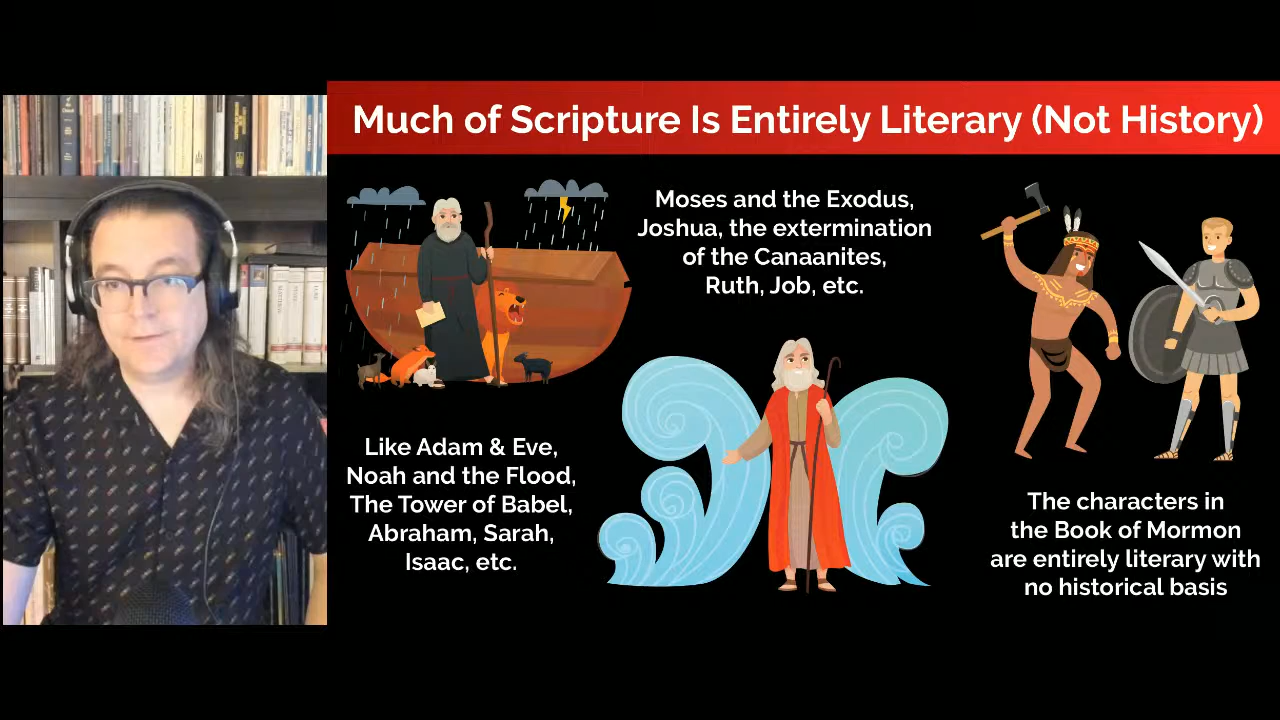 Much of Scripture Is Entirely Literary (Not History)
Moses and the Exodus,
Joshua, the extermination
of the Canaanites,
Ruth, Job, etc.
Like Adam & Eve,
Noah and the Flood,
The Tower of Babel,
Abraham, Sarah,
Isaac, etc.
The characters in
the Book of Mormon
are entirely literary with
no historical basis